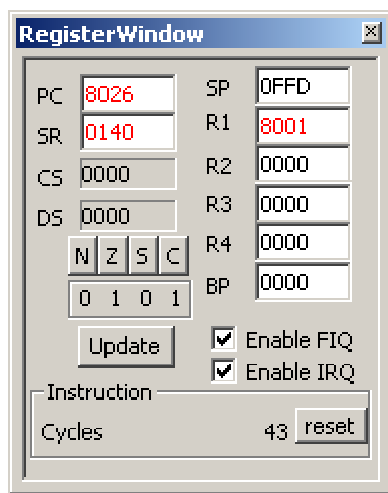 RegisterWindow
PC 8026 SP 0FFD
SR 0140 R1 8001
CS 0000 R2 0000
DS 0000 R3 0000
N Z S C R4 0000
0 1 0 1 BP 0000
Update Enable FIQ
Enable IRQ
Instruction
Cycles 43 reset